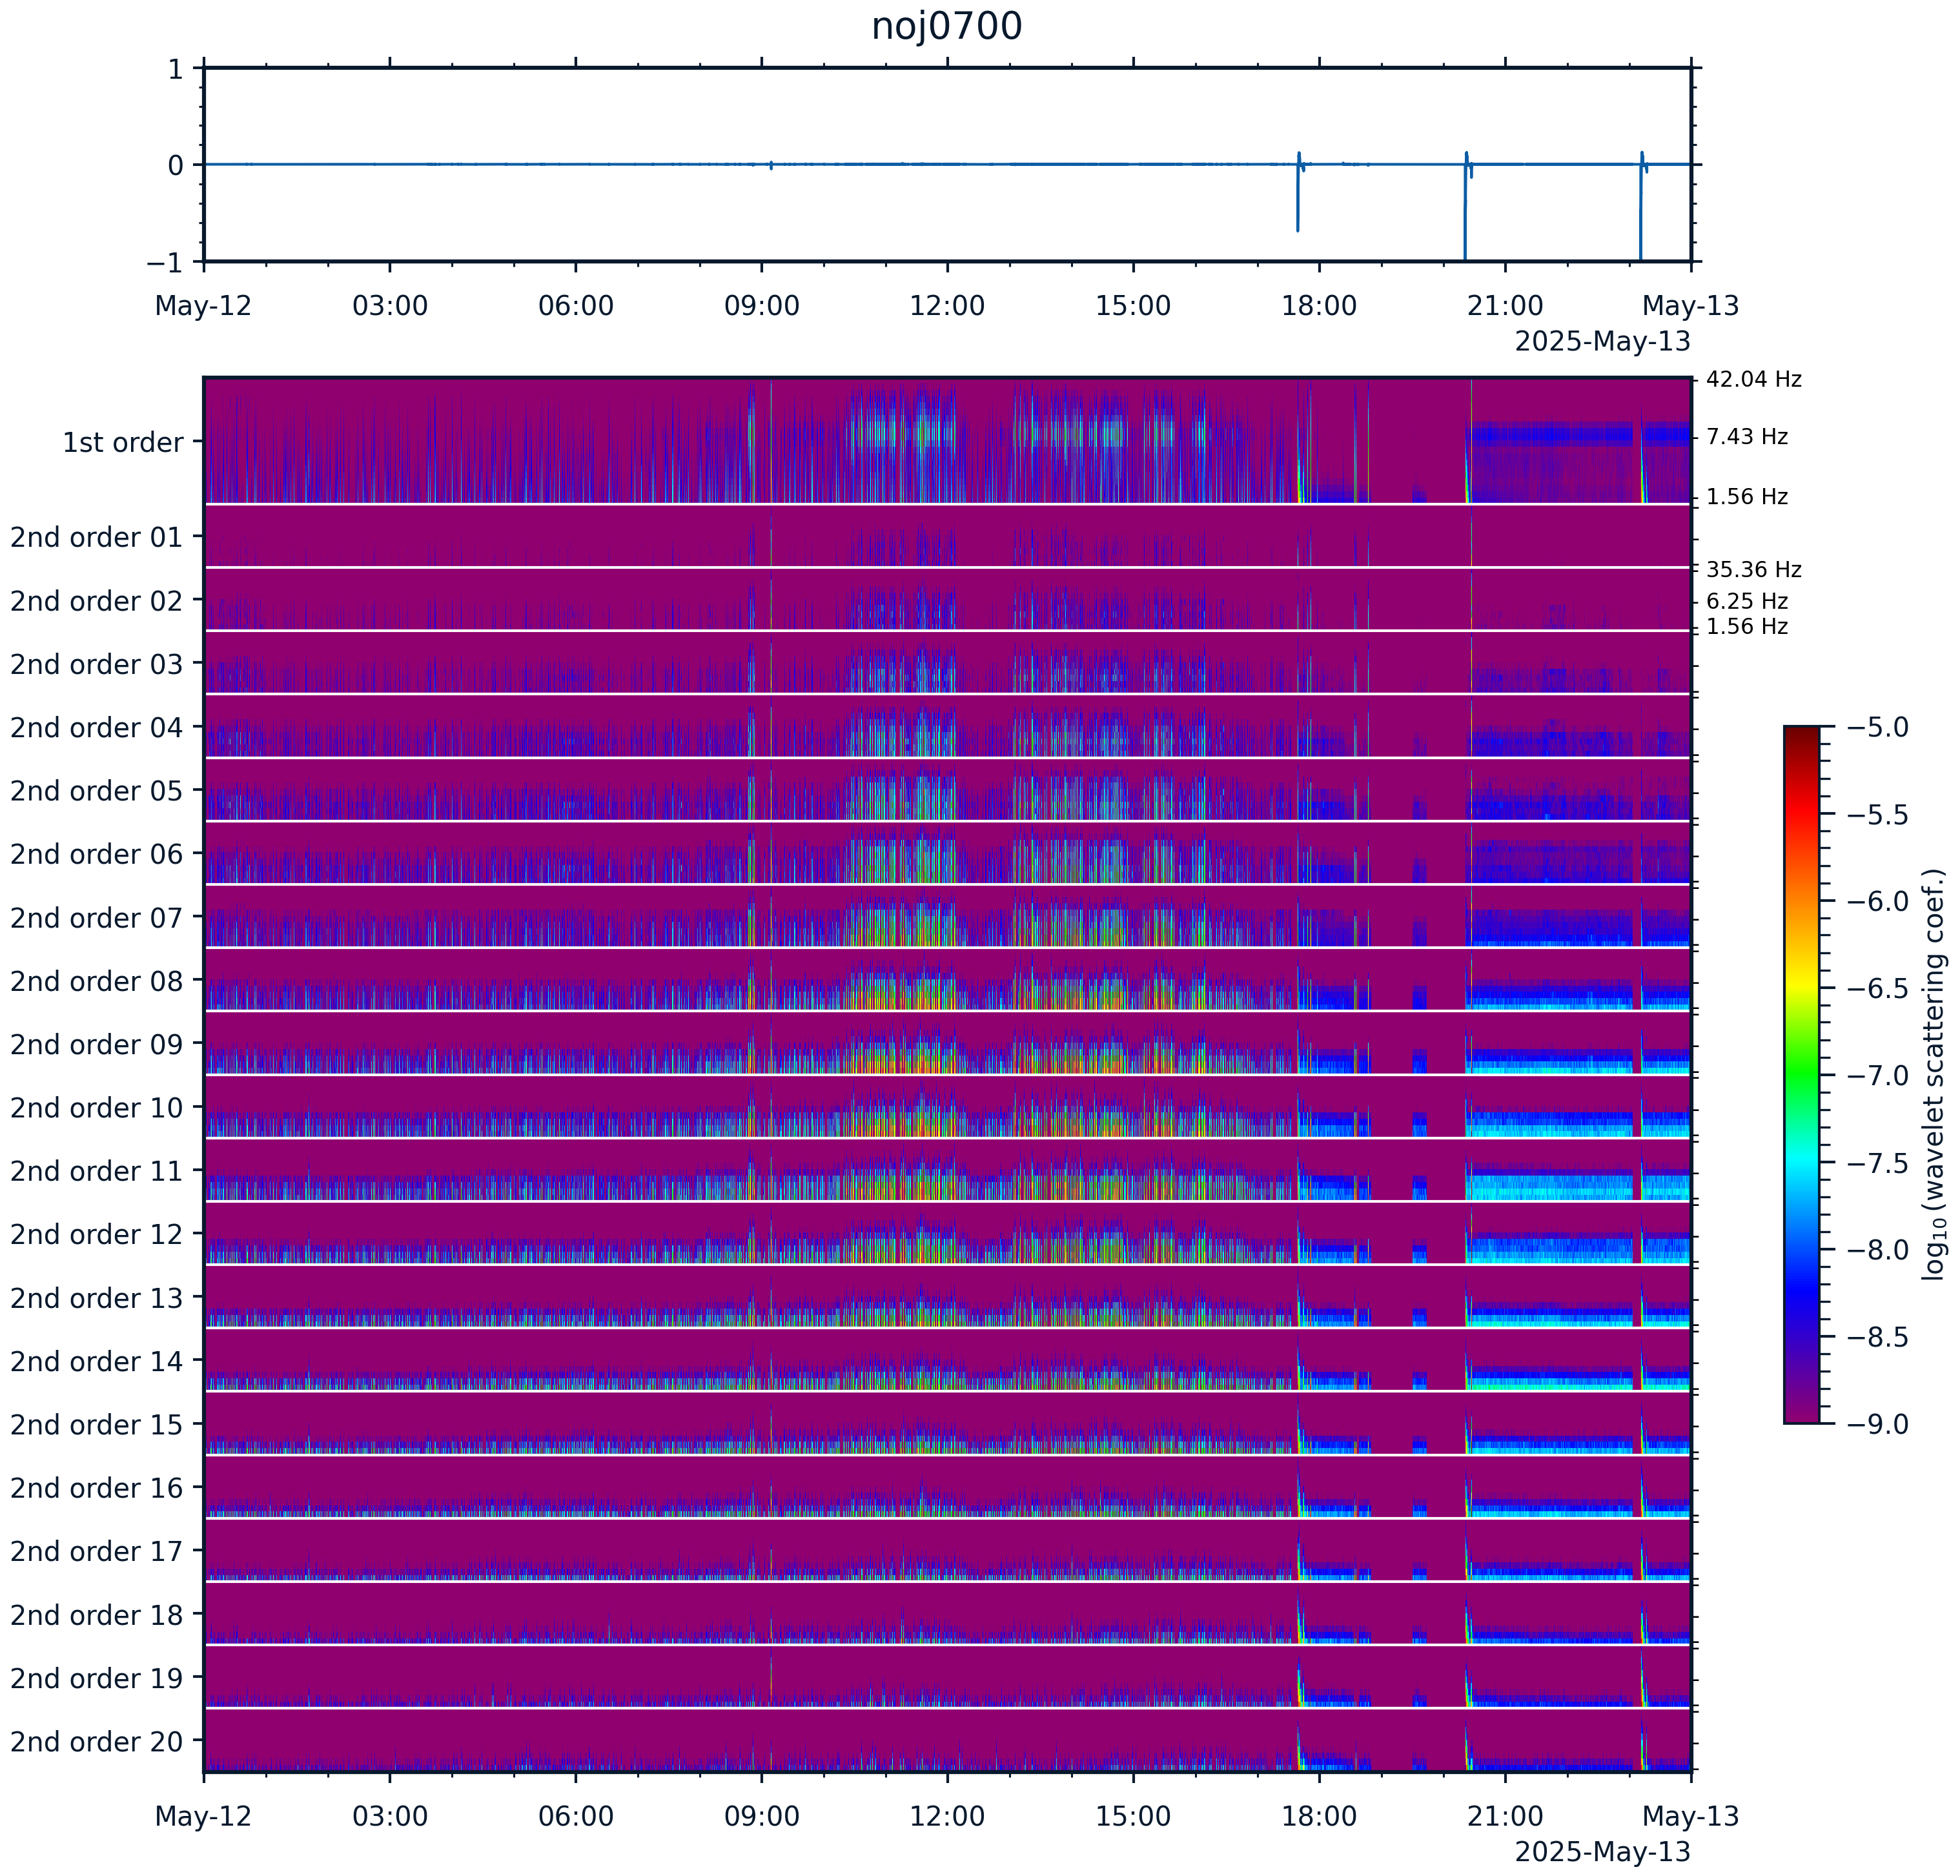 noj0700
1
0
−1
May-12 03:00 06:00 09:00 12:00 15:00 18:00 21:00 May-13
2025-May-13
42.04 Hz
1st order
7.43 Hz
1.56 Hz
2nd order 01
35.36 Hz
2nd order 02
6.25 Hz
1.56 Hz
2nd order 03
2nd order 04
2nd order 05
2nd order 06
2nd order 07
2nd order 08
2nd order 09
2nd order 10
2nd order 11
2nd order 12
2nd order 13
2nd order 14
2nd order 15
2nd order 16
2nd order 17
2nd order 18
2nd order 19
2nd order 20
May-12 03:00 06:00 09:00 12:00 15:00 18:00 21:00 May-13
2025-May-13
−5.0
−5.5
−6.0
−6.5
−7.0
−7.5
−8.0
−8.5
−9.0
log₁₀(wavelet scattering coef.)